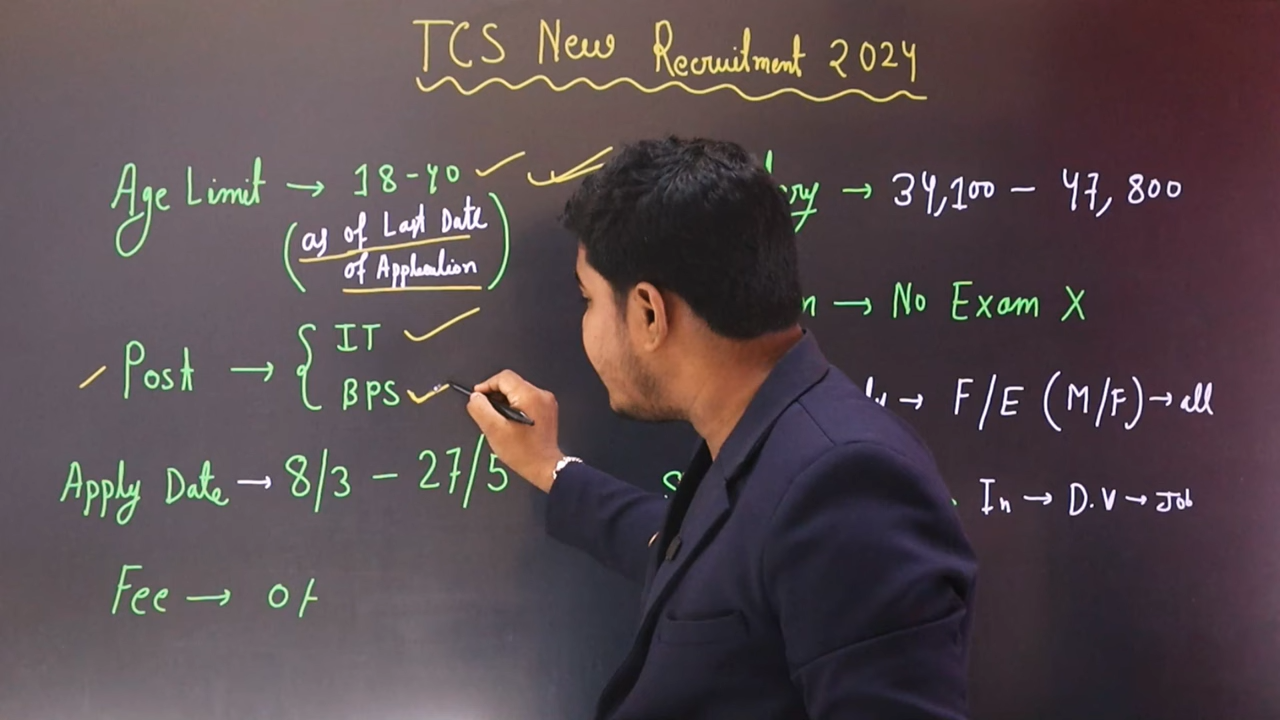 TCS New Recruitment 2024
Age Limit → 18-40
(as of Last Date
of Application)
Post → { IT
BPS
Apply Date → 8/3 - 27/5
Fee → 0/-
→ 34,100 - 47,800
→ No Exam X
→ F/E (M/F) → all
In → D.V → Job